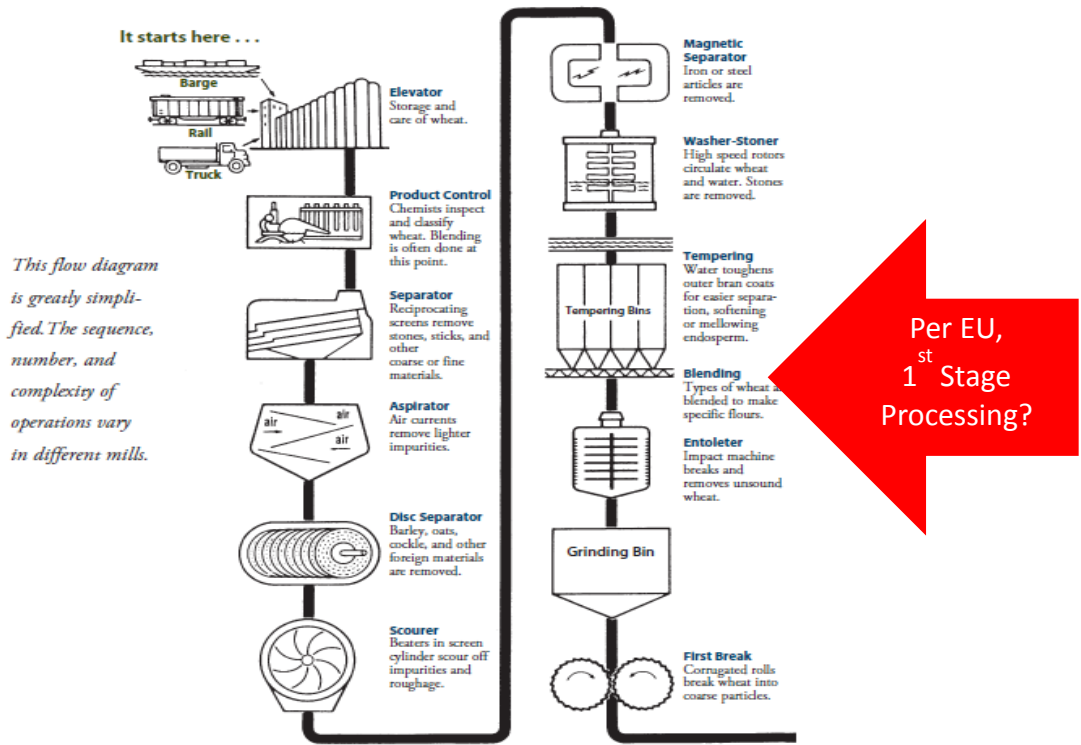 It starts here . . .
Barge
Rail
Truck
Elevator
Storage and
care of wheat.
Product Control
Chemists inspect
and classify
wheat. Blending
is often done at
this point.
This flow diagram
is greatly simpli-
fied. The sequence,
number, and
complexity of
operations vary
in different mills.
Separator
Reciprocating
screens remove
stones, sticks, and
other
coarse or fine
materials.
air
air
air
Aspirator
Air currents
remove lighter
impurities.
Disc Separator
Barley, oats,
cockle, and other
foreign materials
are removed.
Scourer
Beaters in screen
cylinder scour off
impurities and
roughage.
Magnetic
Separator
Iron or steel
articles are
removed.
Washer-Stoner
High speed rotors
circulate wheat
and water. Stones
are removed.
Tempering
Water toughens
outer bran coats
for easier separa-
tion, softening
or mellowing
endosperm.
Tempering Bins
Blending
Types of wheat a
blended to make
specific flours.
Entoleter
Impact machine
breaks and
removes unsound
wheat.
Grinding Bin
First Break
Corrugated rolls
break wheat into
coarse particles.
Per EU,
1st Stage
Processing?